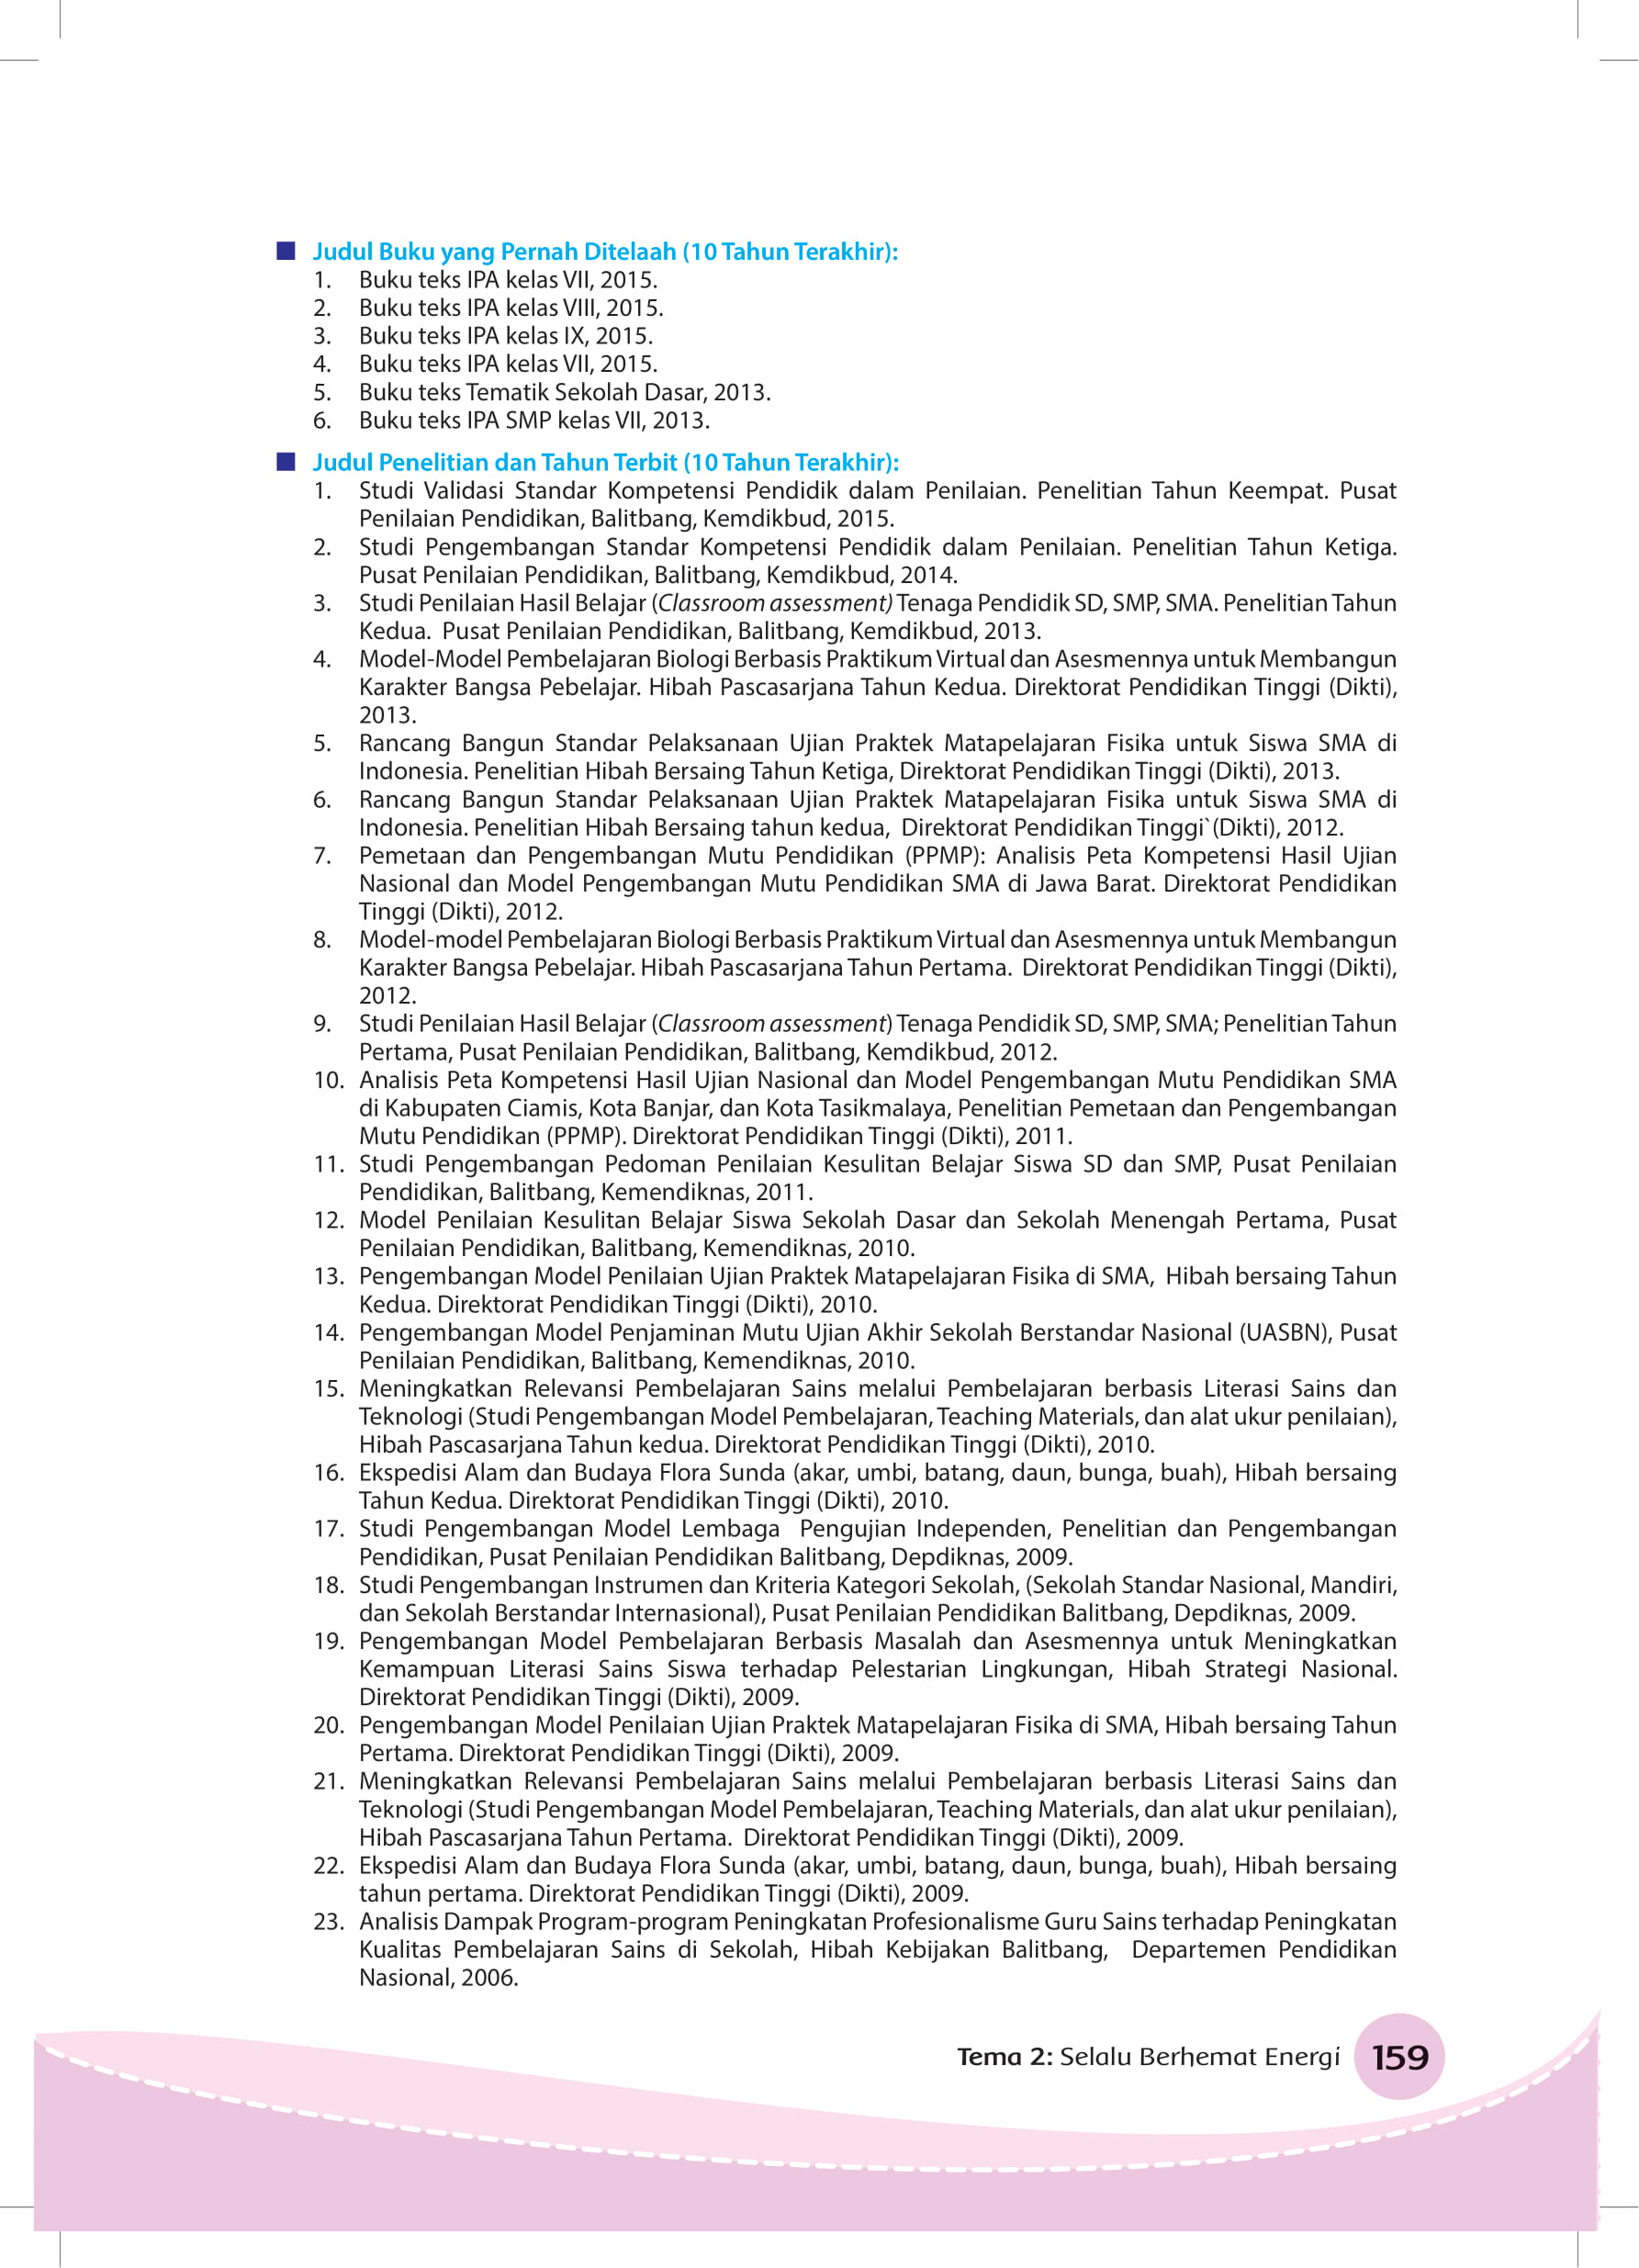 Judul Buku yang Pernah Ditelaah (10 Tahun Terakhir):
1. Buku teks IPA kelas VII, 2015.
2. Buku teks IPA kelas VIII, 2015.
3. Buku teks IPA kelas IX, 2015.
4. Buku teks IPA kelas VII, 2015.
5. Buku teks Tematik Sekolah Dasar, 2013.
6. Buku teks IPA SMP kelas VII, 2013.
Judul Penelitian dan Tahun Terbit (10 Tahun Terakhir):
1. Studi Validasi Standar Kompetensi Pendidik dalam Penilaian. Penelitian Tahun Keempat. Pusat
Penilaian Pendidikan, Balitbang, Kemdikbud, 2015.
2. Studi Pengembangan Standar Kompetensi Pendidik dalam Penilaian. Penelitian Tahun Ketiga.
Pusat Penilaian Pendidikan, Balitbang, Kemdikbud, 2014.
3. Studi Penilaian Hasil Belajar (Classroom assessment) Tenaga Pendidik SD, SMP, SMA. Penelitian Tahun
Kedua. Pusat Penilaian Pendidikan, Balitbang, Kemdikbud, 2013.
4. Model-Model Pembelajaran Biologi Berbasis Praktikum Virtual dan Asesmennya untuk Membangun
Karakter Bangsa Pebelajar. Hibah Pascasarjana Tahun Kedua. Direktorat Pendidikan Tinggi (Dikti),
2013.
5. Rancang Bangun Standar Pelaksanaan Ujian Praktek Matapelajaran Fisika untuk Siswa SMA di
Indonesia. Penelitian Hibah Bersaing Tahun Ketiga, Direktorat Pendidikan Tinggi (Dikti), 2013.
6. Rancang Bangun Standar Pelaksanaan Ujian Praktek Matapelajaran Fisika untuk Siswa SMA di
Indonesia. Penelitian Hibah Bersaing tahun kedua, Direktorat Pendidikan Tinggi`(Dikti), 2012.
7. Pemetaan dan Pengembangan Mutu Pendidikan (PPMP): Analisis Peta Kompetensi Hasil Ujian
Nasional dan Model Pengembangan Mutu Pendidikan SMA di Jawa Barat. Direktorat Pendidikan
Tinggi (Dikti), 2012.
8. Model-model Pembelajaran Biologi Berbasis Praktikum Virtual dan Asesmennya untuk Membangun
Karakter Bangsa Pebelajar. Hibah Pascasarjana Tahun Pertama. Direktorat Pendidikan Tinggi (Dikti),
2012.
9. Studi Penilaian Hasil Belajar (Classroom assessment) Tenaga Pendidik SD, SMP, SMA; Penelitian Tahun
Pertama, Pusat Penilaian Pendidikan, Balitbang, Kemdikbud, 2012.
10. Analisis Peta Kompetensi Hasil Ujian Nasional dan Model Pengembangan Mutu Pendidikan SMA
di Kabupaten Ciamis, Kota Banjar, dan Kota Tasikmalaya, Penelitian Pemetaan dan Pengembangan
Mutu Pendidikan (PPMP). Direktorat Pendidikan Tinggi (Dikti), 2011.
11. Studi Pengembangan Pedoman Penilaian Kesulitan Belajar Siswa SD dan SMP, Pusat Penilaian
Pendidikan, Balitbang, Kemendiknas, 2011.
12. Model Penilaian Kesulitan Belajar Siswa Sekolah Dasar dan Sekolah Menengah Pertama, Pusat
Penilaian Pendidikan, Balitbang, Kemendiknas, 2010.
13. Pengembangan Model Penilaian Ujian Praktek Matapelajaran Fisika di SMA, Hibah bersaing Tahun
Kedua. Direktorat Pendidikan Tinggi (Dikti), 2010.
14. Pengembangan Model Penjaminan Mutu Ujian Akhir Sekolah Berstandar Nasional (UASBN), Pusat
Penilaian Pendidikan, Balitbang, Kemendiknas, 2010.
15. Meningkatkan Relevansi Pembelajaran Sains melalui Pembelajaran berbasis Literasi Sains dan
Teknologi (Studi Pengembangan Model Pembelajaran, Teaching Materials, dan alat ukur penilaian),
Hibah Pascasarjana Tahun kedua. Direktorat Pendidikan Tinggi (Dikti), 2010.
16. Ekspedisi Alam dan Budaya Flora Sunda (akar, umbi, batang, daun, bunga, buah), Hibah bersaing
Tahun Kedua. Direktorat Pendidikan Tinggi (Dikti), 2010.
17. Studi Pengembangan Model Lembaga Pengujian Independen, Penelitian dan Pengembangan
Pendidikan, Pusat Penilaian Pendidikan Balitbang, Depdiknas, 2009.
18. Studi Pengembangan Instrumen dan Kriteria Kategori Sekolah, (Sekolah Standar Nasional, Mandiri,
dan Sekolah Berstandar Internasional), Pusat Penilaian Pendidikan Balitbang, Depdiknas, 2009.
19. Pengembangan Model Pembelajaran Berbasis Masalah dan Asesmennya untuk Meningkatkan
Kemampuan Literasi Sains Siswa terhadap Pelestarian Lingkungan, Hibah Strategi Nasional.
Direktorat Pendidikan Tinggi (Dikti), 2009.
20. Pengembangan Model Penilaian Ujian Praktek Matapelajaran Fisika di SMA, Hibah bersaing Tahun
Pertama. Direktorat Pendidikan Tinggi (Dikti), 2009.
21. Meningkatkan Relevansi Pembelajaran Sains melalui Pembelajaran berbasis Literasi Sains dan
Teknologi (Studi Pengembangan Model Pembelajaran, Teaching Materials, dan alat ukur penilaian),
Hibah Pascasarjana Tahun Pertama. Direktorat Pendidikan Tinggi (Dikti), 2009.
22. Ekspedisi Alam dan Budaya Flora Sunda (akar, umbi, batang, daun, bunga, buah), Hibah bersaing
tahun pertama. Direktorat Pendidikan Tinggi (Dikti), 2009.
23. Analisis Dampak Program-program Peningkatan Profesionalisme Guru Sains terhadap Peningkatan
Kualitas Pembelajaran Sains di Sekolah, Hibah Kebijakan Balitbang, Departemen Pendidikan
Nasional, 2006.
Tema 2: Selalu Berhemat Energi 159